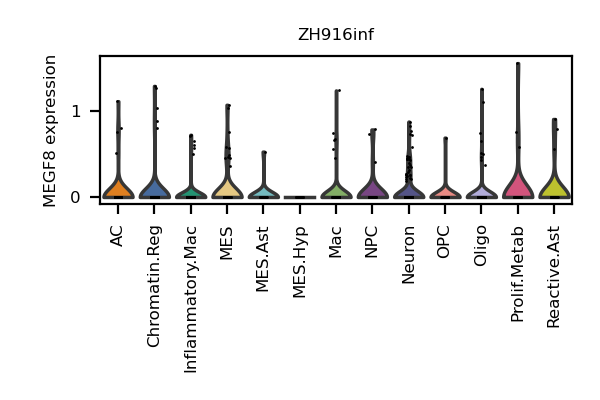 ZH916inf
MEGF8 expression
1
0
AC
Chromatin.Reg
Inflammatory.Mac
MES
MES.Ast
MES.Hyp
Mac
NPC
Neuron
OPC
Oligo
Prolif.Metab
Reactive.Ast